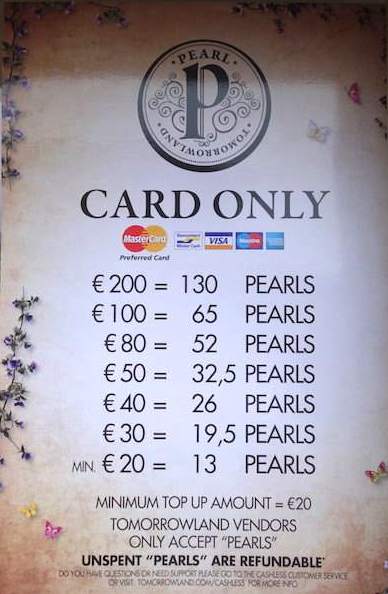 PEARL
P
TOMORROWLAND
CARD ONLY
MasterCard VISA
Preferred Card
€ 200 = 130 PEARLS
€ 100 = 65 PEARLS
€ 80 = 52 PEARLS
€ 50 = 32,5 PEARLS
€ 40 = 26 PEARLS
€ 30 = 19,5 PEARLS
MIN. € 20 = 13 PEARLS
MINIMUM TOP UP AMOUNT = €20
TOMORROWLAND VENDORS
ONLY ACCEPT “PEARLS”
UNSPENT “PEARLS” ARE REFUNDABLE*
DO YOU HAVE QUESTIONS OR NEED SUPPORT PLEASE GO TO THE CASHLESS CUSTOMER SERVICE
OR VISIT TOMORROWLAND.COM/CASHLESS FOR MORE INFO